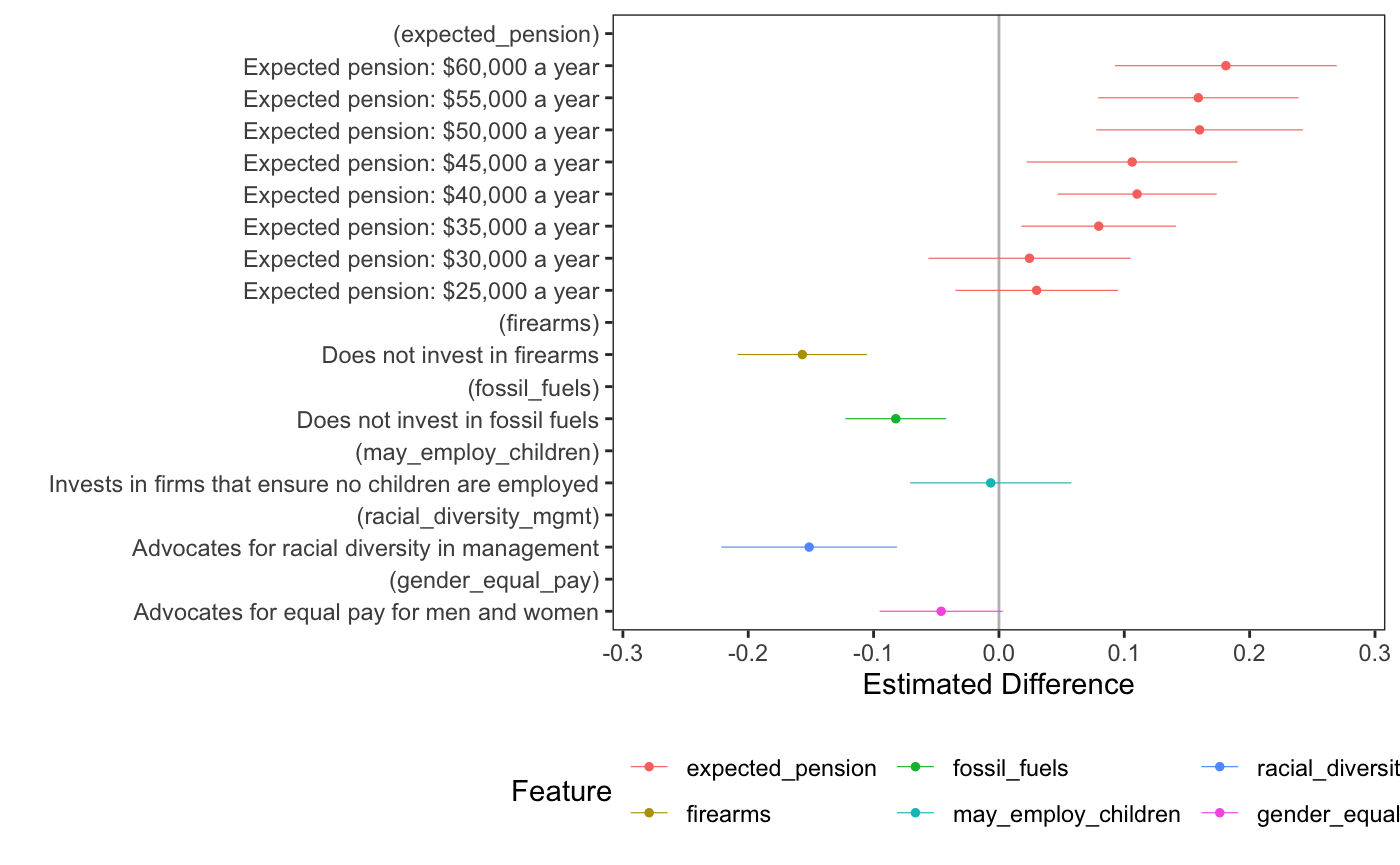 (expected_pension)
Expected pension: $60,000 a year
Expected pension: $55,000 a year
Expected pension: $50,000 a year
Expected pension: $45,000 a year
Expected pension: $40,000 a year
Expected pension: $35,000 a year
Expected pension: $30,000 a year
Expected pension: $25,000 a year
(firearms)
Does not invest in firearms
(fossil_fuels)
Does not invest in fossil fuels
(may_employ_children)
Invests in firms that ensure no children are employed
(racial_diversity_mgmt)
Advocates for racial diversity in management
(gender_equal_pay)
Advocates for equal pay for men and women
-0.3 -0.2 -0.1 0.0 0.1 0.2 0.3
Estimated Difference
Feature
expected_pension fossil_fuels racial_diversit
firearms may_employ_children gender_equal